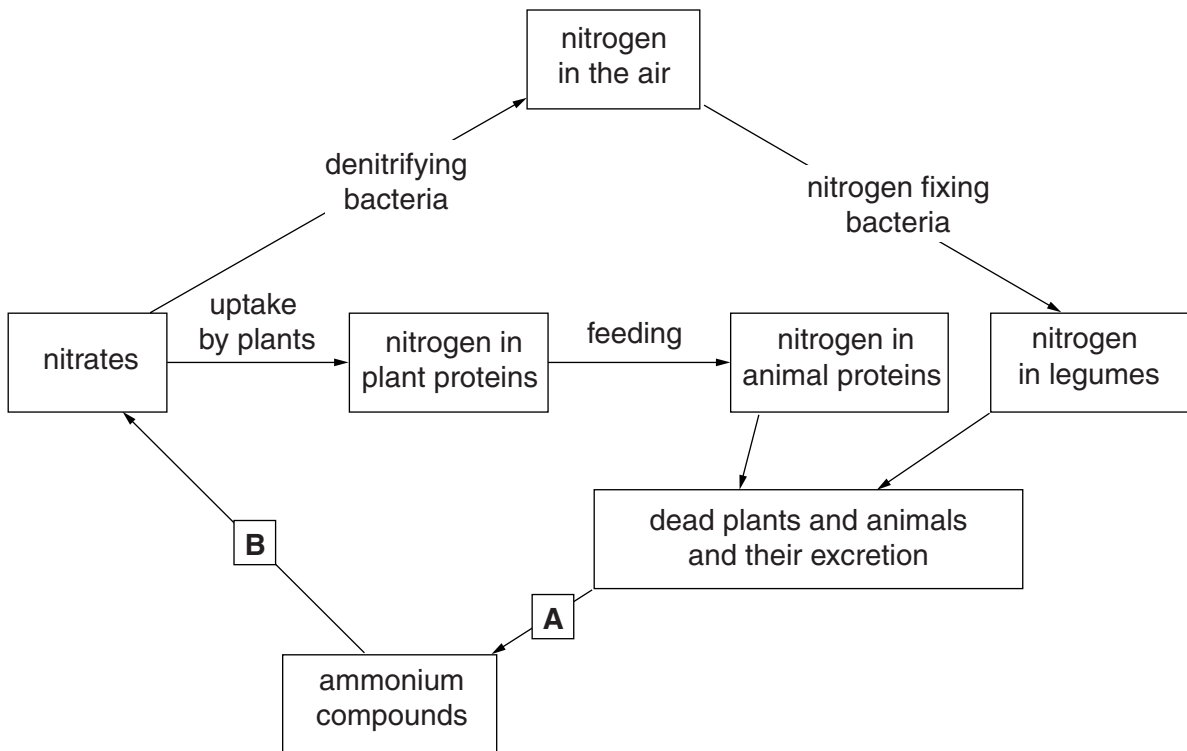 nitrogen
in the air
denitrifying
bacteria
nitrogen fixing
bacteria
uptake
by plants
nitrates
nitrogen in
plant proteins
feeding
nitrogen in
animal proteins
nitrogen
in legumes
dead plants and animals
and their excretion
B
A
ammonium
compounds